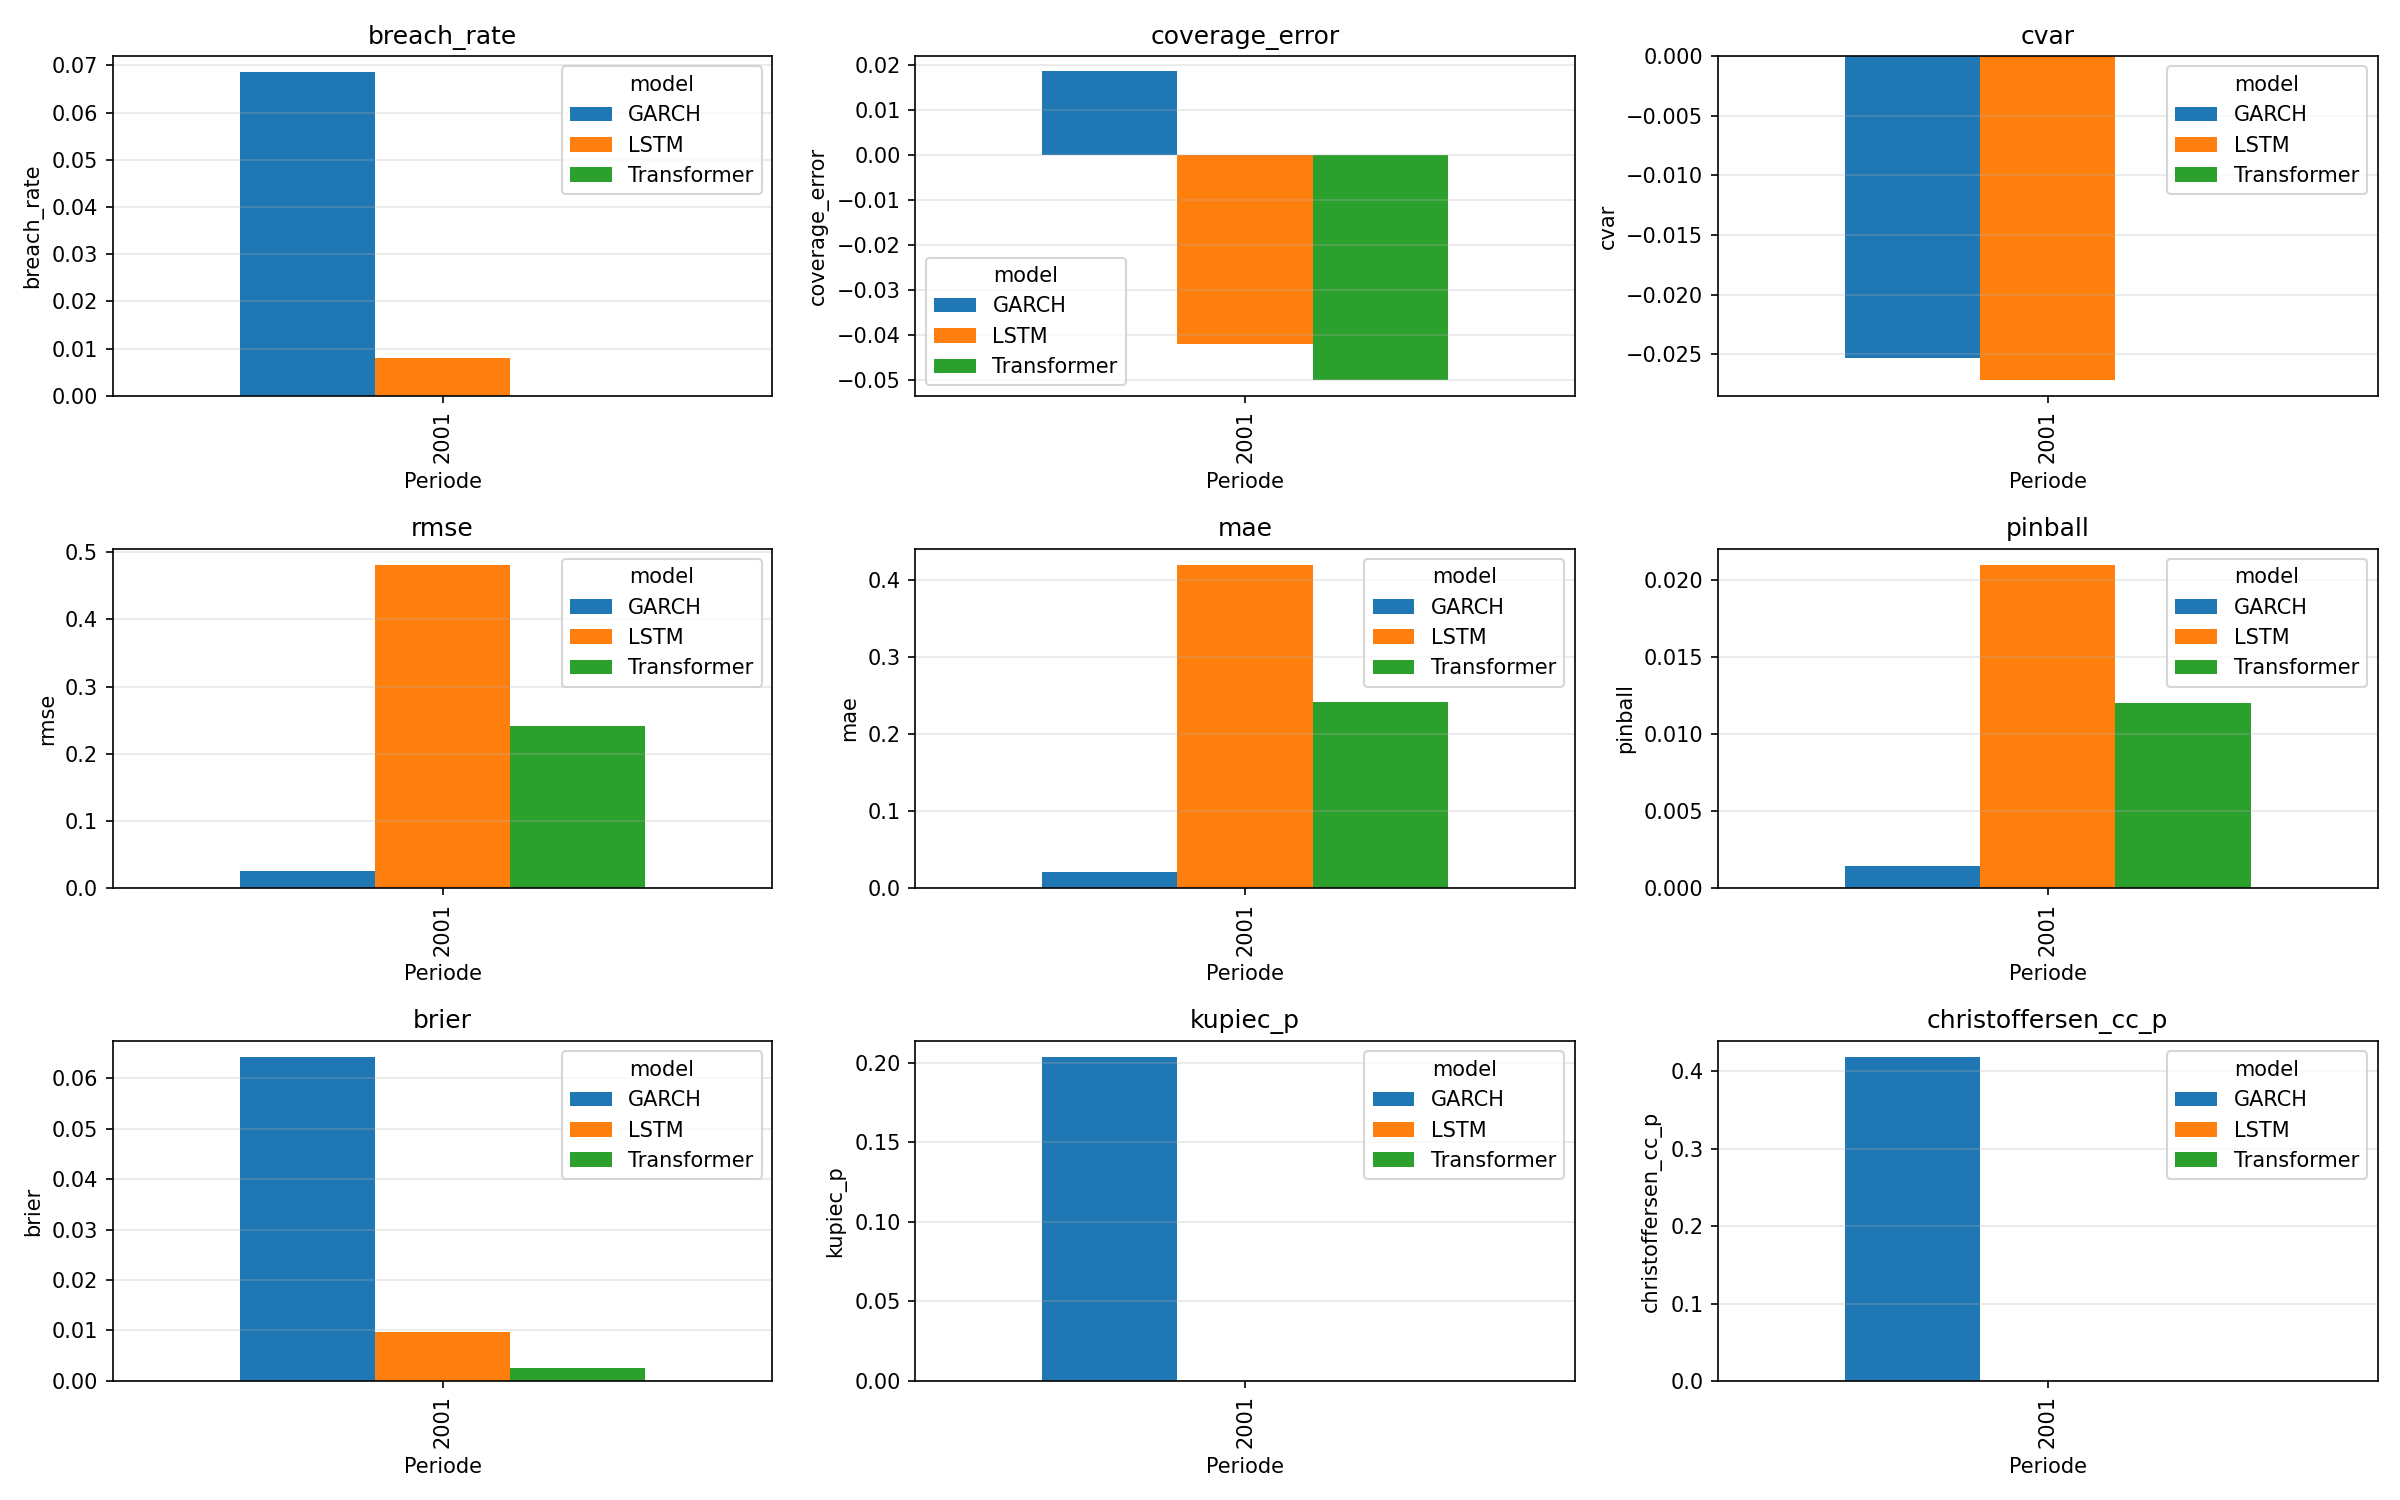 breach_rate
0.07
0.06
0.05
0.04
0.03
0.02
0.01
0.00
breach_rate
model
GARCH
LSTM
Transformer
2001
Periode
coverage_error
0.02
0.01
0.00
−0.01
−0.02
−0.03
−0.04
−0.05
coverage_error
model
GARCH
LSTM
Transformer
2001
Periode
cvar
0.000
−0.005
−0.010
−0.015
−0.020
−0.025
cvar
model
GARCH
LSTM
Transformer
2001
Periode
rmse
0.5
0.4
0.3
0.2
0.1
0.0
rmse
model
GARCH
LSTM
Transformer
2001
Periode
mae
0.4
0.3
0.2
0.1
0.0
mae
model
GARCH
LSTM
Transformer
2001
Periode
pinball
0.020
0.015
0.010
0.005
0.000
pinball
model
GARCH
LSTM
Transformer
2001
Periode
brier
0.06
0.05
0.04
0.03
0.02
0.01
0.00
brier
model
GARCH
LSTM
Transformer
2001
Periode
kupiec_p
0.20
0.15
0.10
0.05
0.00
kupiec_p
model
GARCH
LSTM
Transformer
2001
Periode
christoffersen_cc_p
0.4
0.3
0.2
0.1
0.0
christoffersen_cc_p
model
GARCH
LSTM
Transformer
2001
Periode